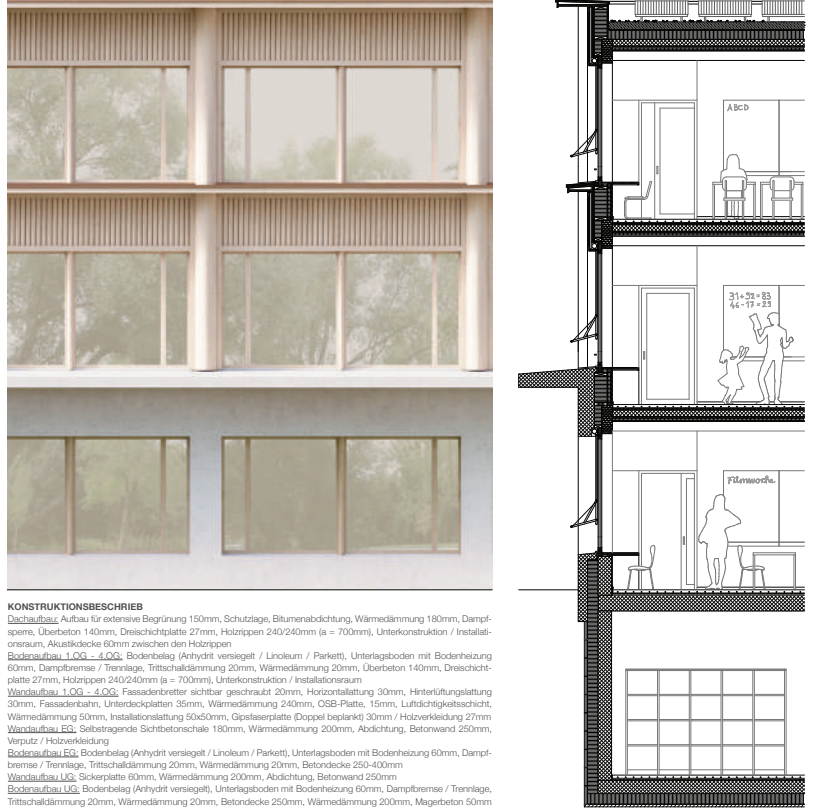 ABCD
31+52=83
46-17=29
Filmwoche
KONSTRUKTIONSBESCHRIEB
Dachaufbau: Aufbau für extensive Begrünung 150mm, Schutzlage, Bitumenabdichtung, Wärmedämmung 180mm, Dampf-
sperre, Überbeton 140mm, Dreischichtplatte 27mm, Holzrippen 240/240mm (a = 700mm), Unterkonstruktion / Installati-
onsraum, Akustikdecke 60mm zwischen den Holzrippen
Bodenaufbau 1.OG - 4.OG: Bodenbelag (Anhydrit versiegelt / Linoleum / Parkett), Unterlagsboden mit Bodenheizung
60mm, Dampfbremse / Trennlage, Trittschalldämmung 20mm, Wärmedämmung 20mm, Überbeton 140mm, Dreischicht-
platte 27mm, Holzrippen 240/240mm (a = 700mm), Unterkonstruktion / Installationsraum
Wandaufbau 1.OG - 4.OG: Fassadenbretter sichtbar geschraubt 20mm, Horizontallattung 30mm, Hinterlüftungslattung
30mm, Fassadenbahn, Unterdeckplatten 35mm, Wärmedämmung 240mm, OSB-Platte, 15mm, Luftdichtigkeitsschicht,
Wärmedämmung 50mm, Installationslattung 50x50mm, Gipsfaserplatte (Doppel beplankt) 30mm / Holzverkleidung 27mm
Wandaufbau EG: Selbstragende Sichtbetonschale 180mm, Wärmedämmung 200mm, Abdichtung, Betonwand 250mm,
Verputz / Holzverkleidung
Bodenaufbau EG: Bodenbelag (Anhydrit versiegelt / Linoleum / Parkett), Unterlagsboden mit Bodenheizung 60mm, Dampf-
bremse / Trennlage, Trittschalldämmung 20mm, Wärmedämmung 20mm, Betondecke 250-400mm
Wandaufbau UG: Sickerplatte 60mm, Wärmedämmung 200mm, Abdichtung, Betonwand 250mm
Bodenaufbau UG: Bodenbelag (Anhydrit versiegelt), Unterlagsboden mit Bodenheizung 60mm, Dampfbremse / Trennlage,
Trittschalldämmung 20mm, Wärmedämmung 20mm, Betondecke 250mm, Wärmedämmung 200mm, Magerbeton 50mm